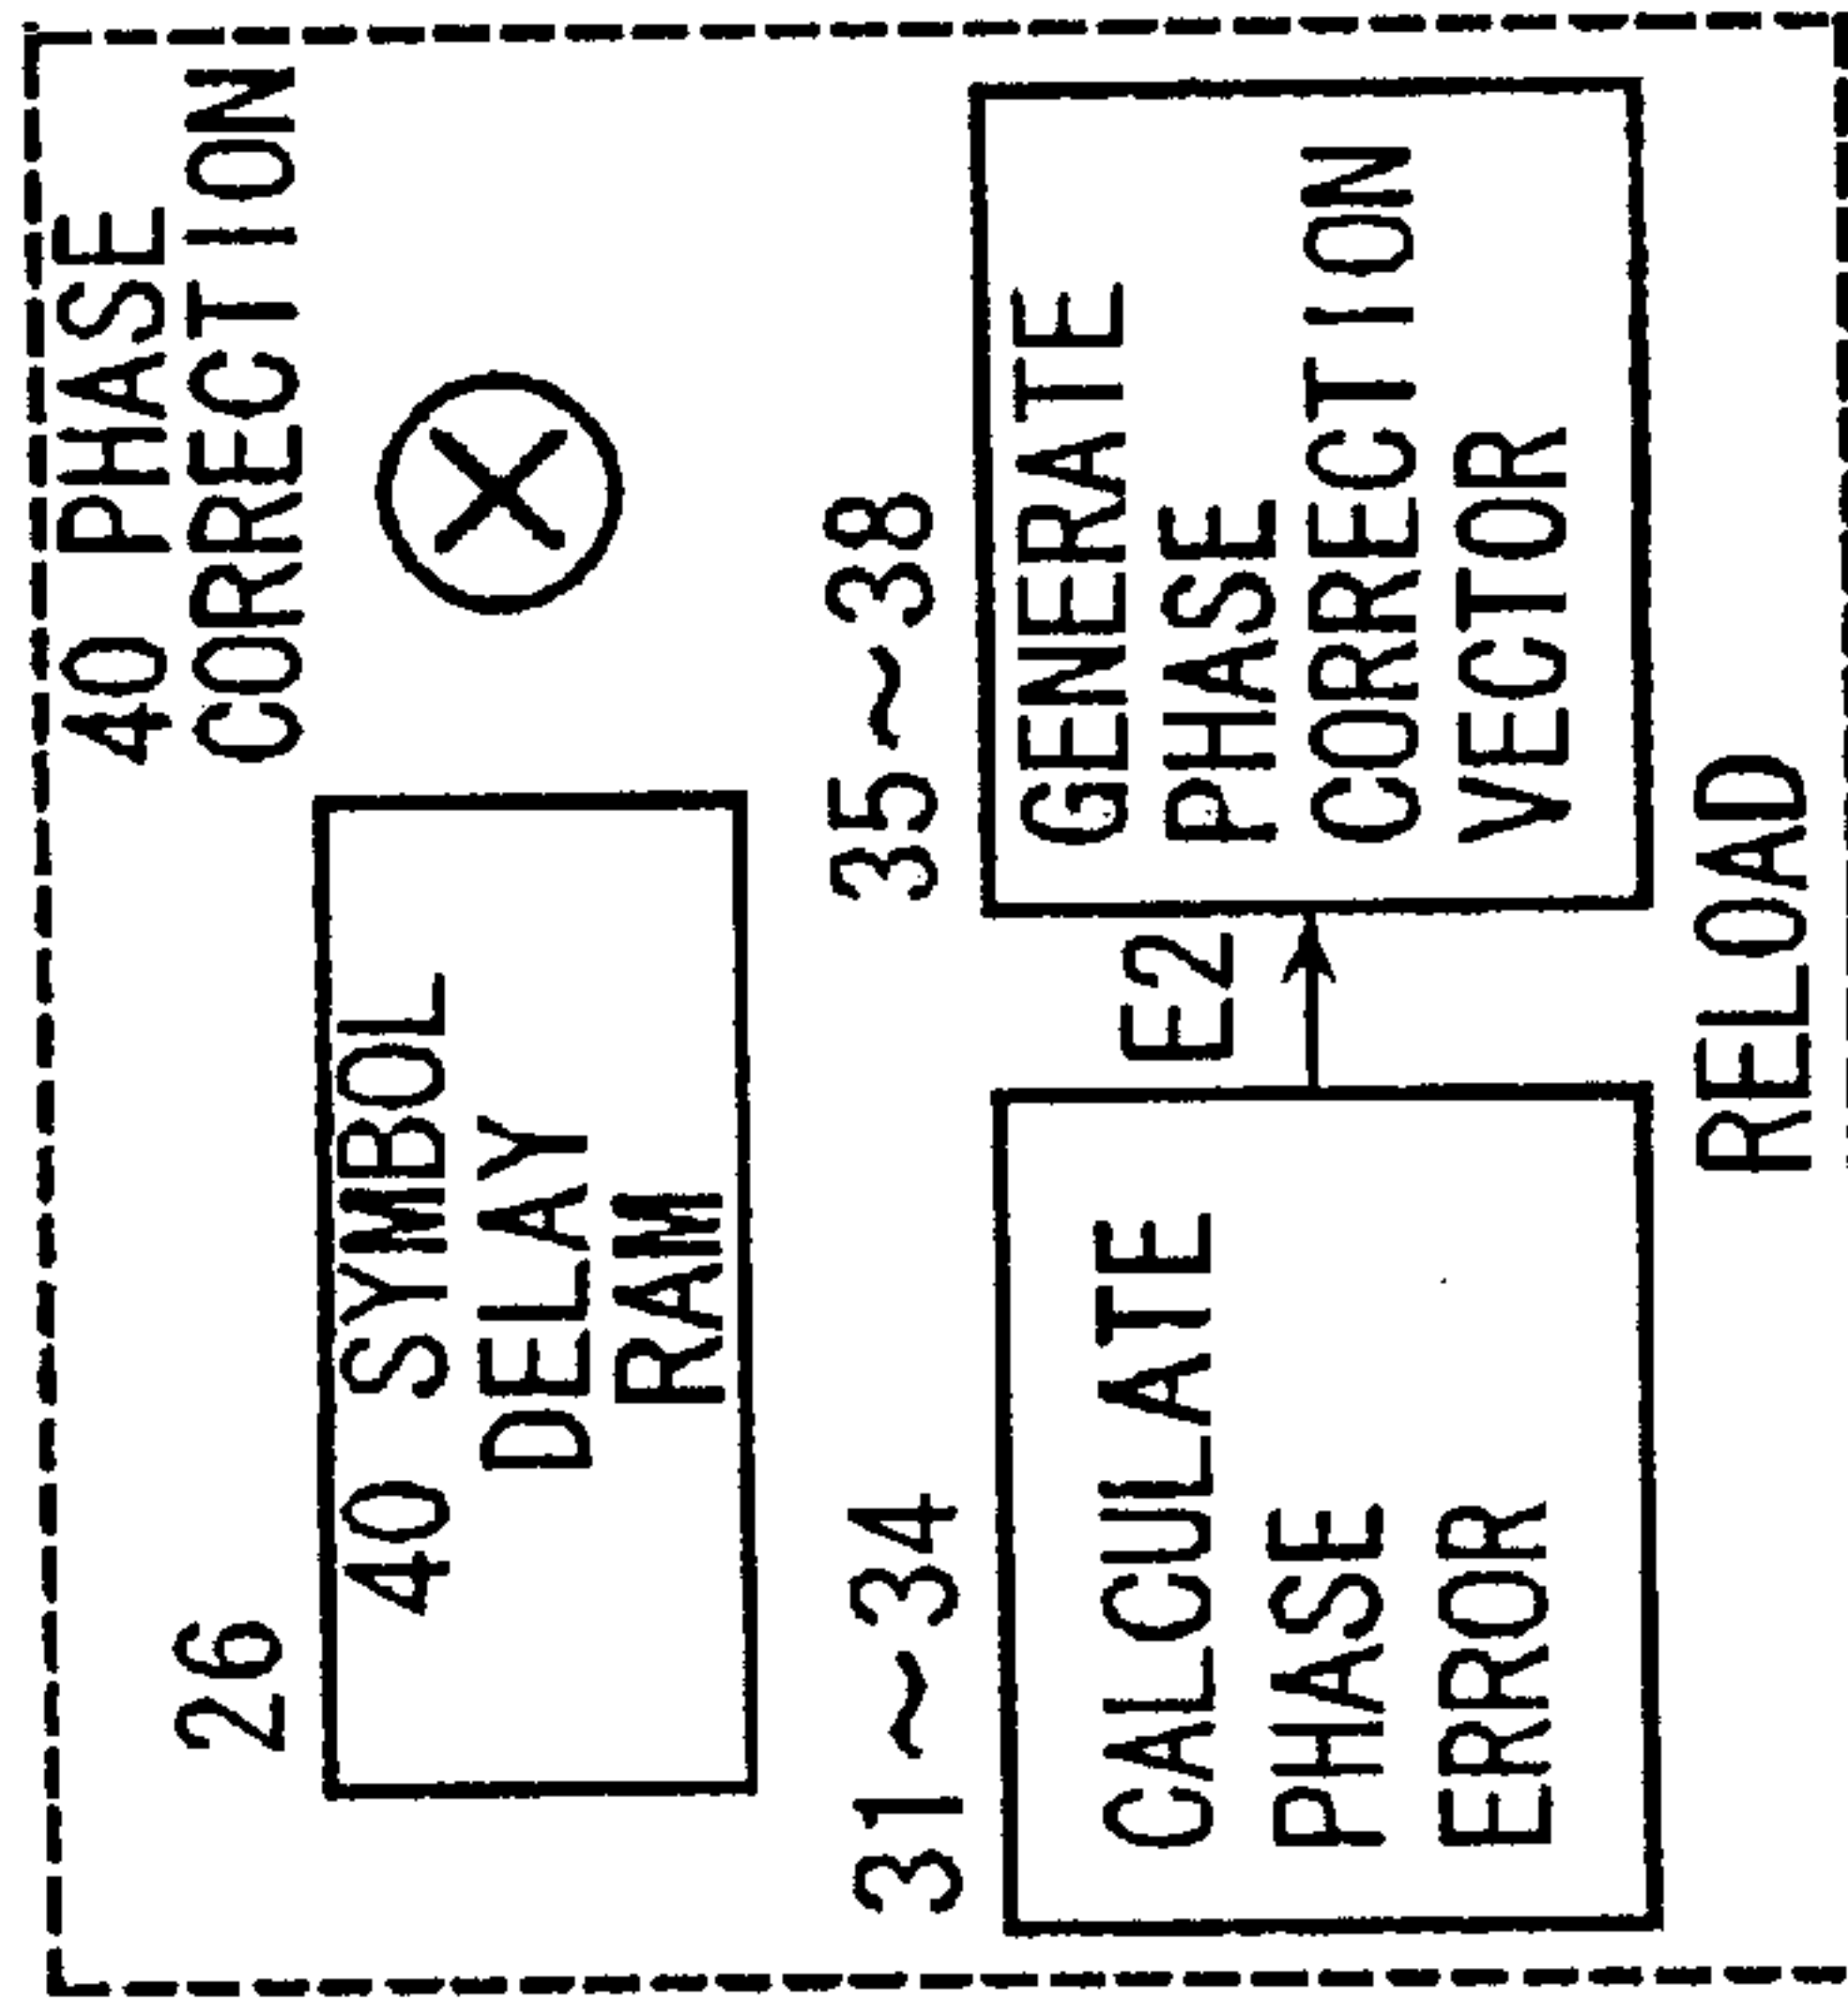 40 PHASE
CORRECTION
26
40 SYMBOL
DELAY
RAM
31~34
CALCULATE
PHASE
ERROR
E2
35~38
GENERATE
PHASE
CORRECTION
VECTOR
RELOAD